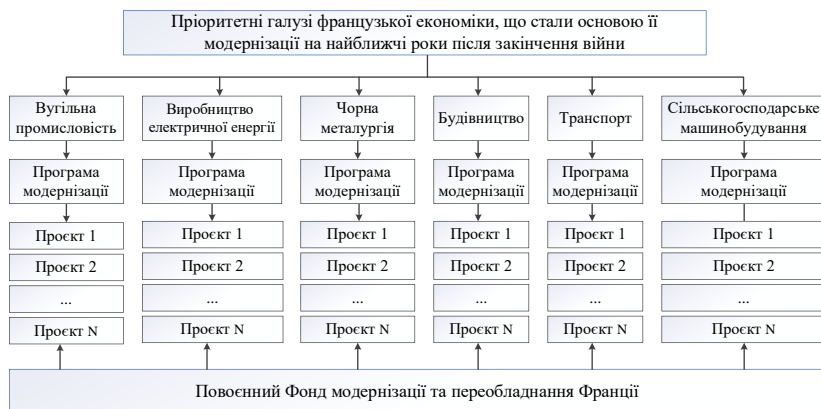 Пріоритетні галузі французької економіки, що стали основою її
модернізації на найближчі роки після закінчення війни
Вугільна
промисловість
Виробництво
електричної енергії
Чорна
металургія
Будівництво
Транспорт
Сільськогосподарське
машинобудування
Програма
модернізації
Програма
модернізації
Програма
модернізації
Програма
модернізації
Програма
модернізації
Програма
модернізації
Проєкт 1
Проєкт 1
Проєкт 1
Проєкт 1
Проєкт 1
Проєкт 1
Проєкт 2
Проєкт 2
Проєкт 2
Проєкт 2
Проєкт 2
Проєкт 2
...
...
...
...
...
...
Проєкт N
Проєкт N
Проєкт N
Проєкт N
Проєкт N
Проєкт N
Повоєнний Фонд модернізації та переобладнання Франції